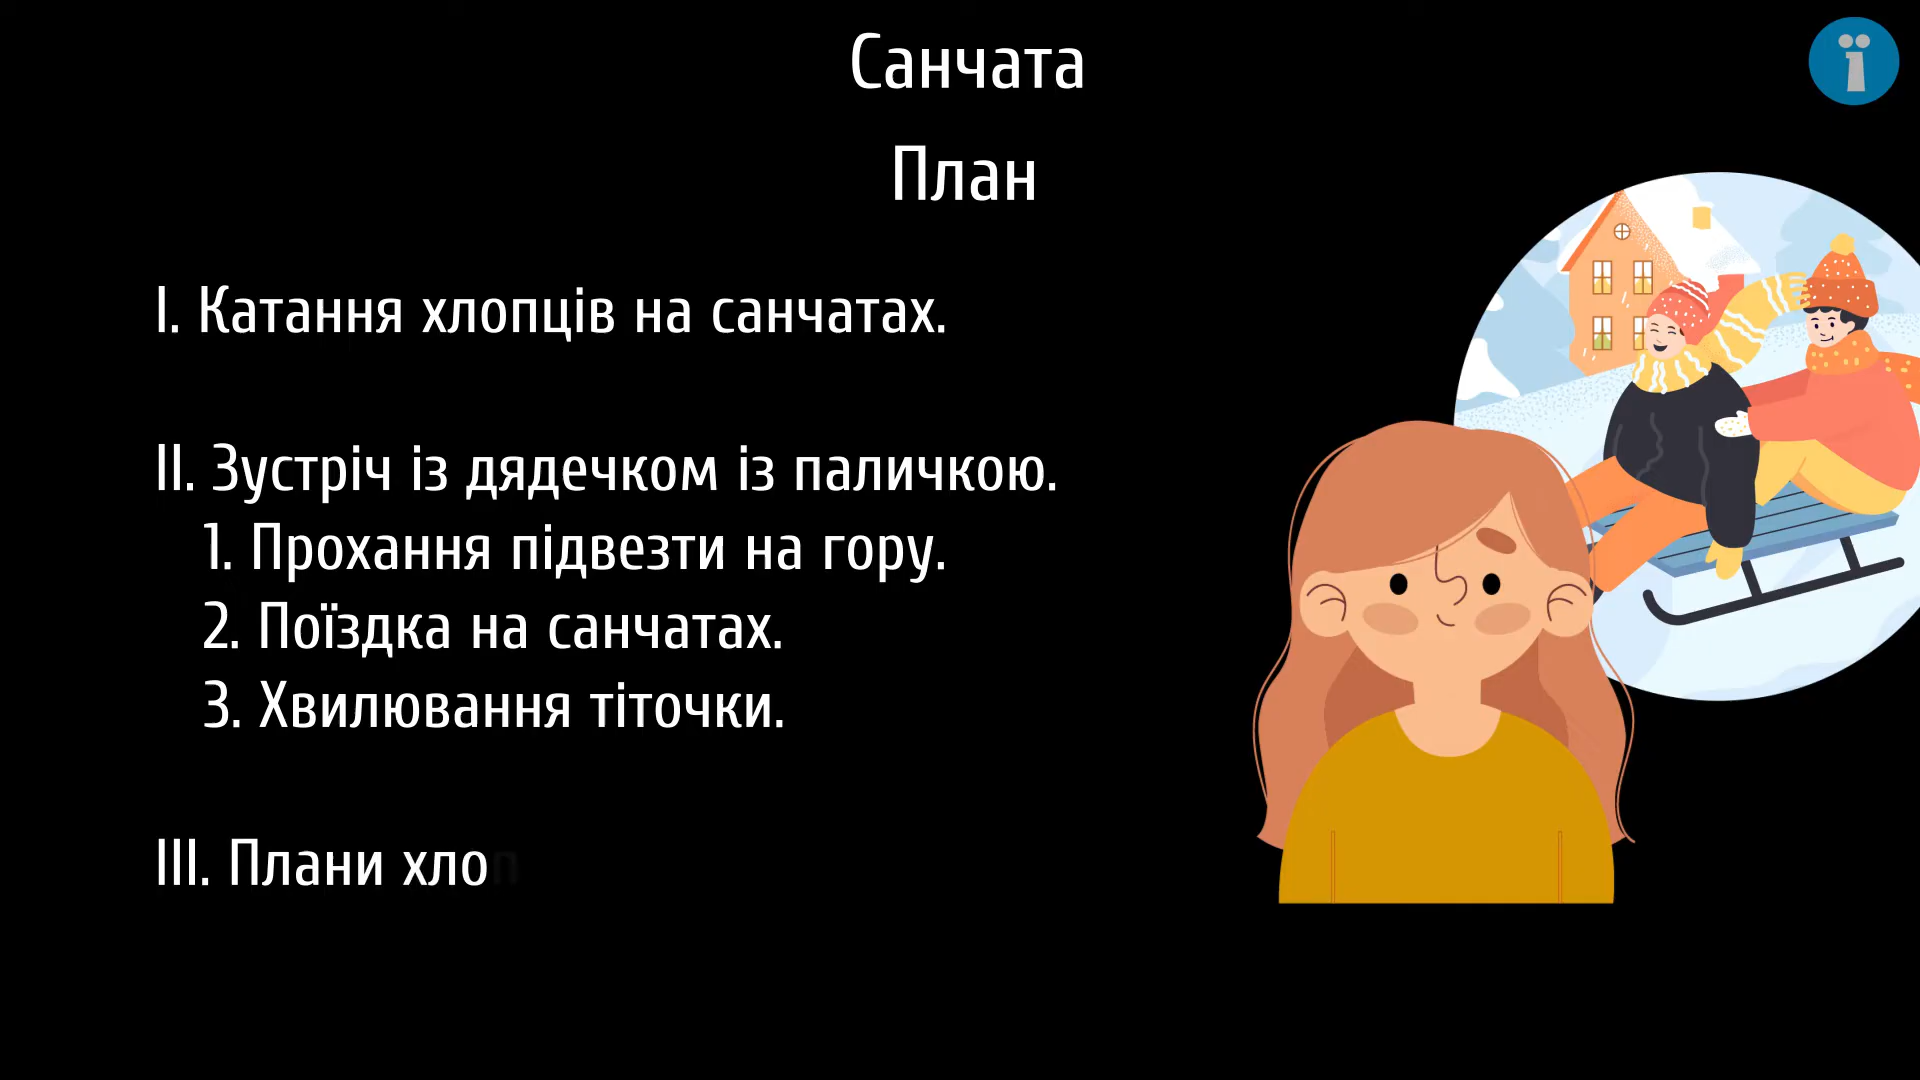 Санчата
План
І. Катання хлопців на санчатах.
ІІ. Зустріч із дядечком із паличкою.
1. Прохання підвезти на гору.
2. Поїздка на санчатах.
3. Хвилювання тіточки.
ІІІ. Плани хлоп
ї